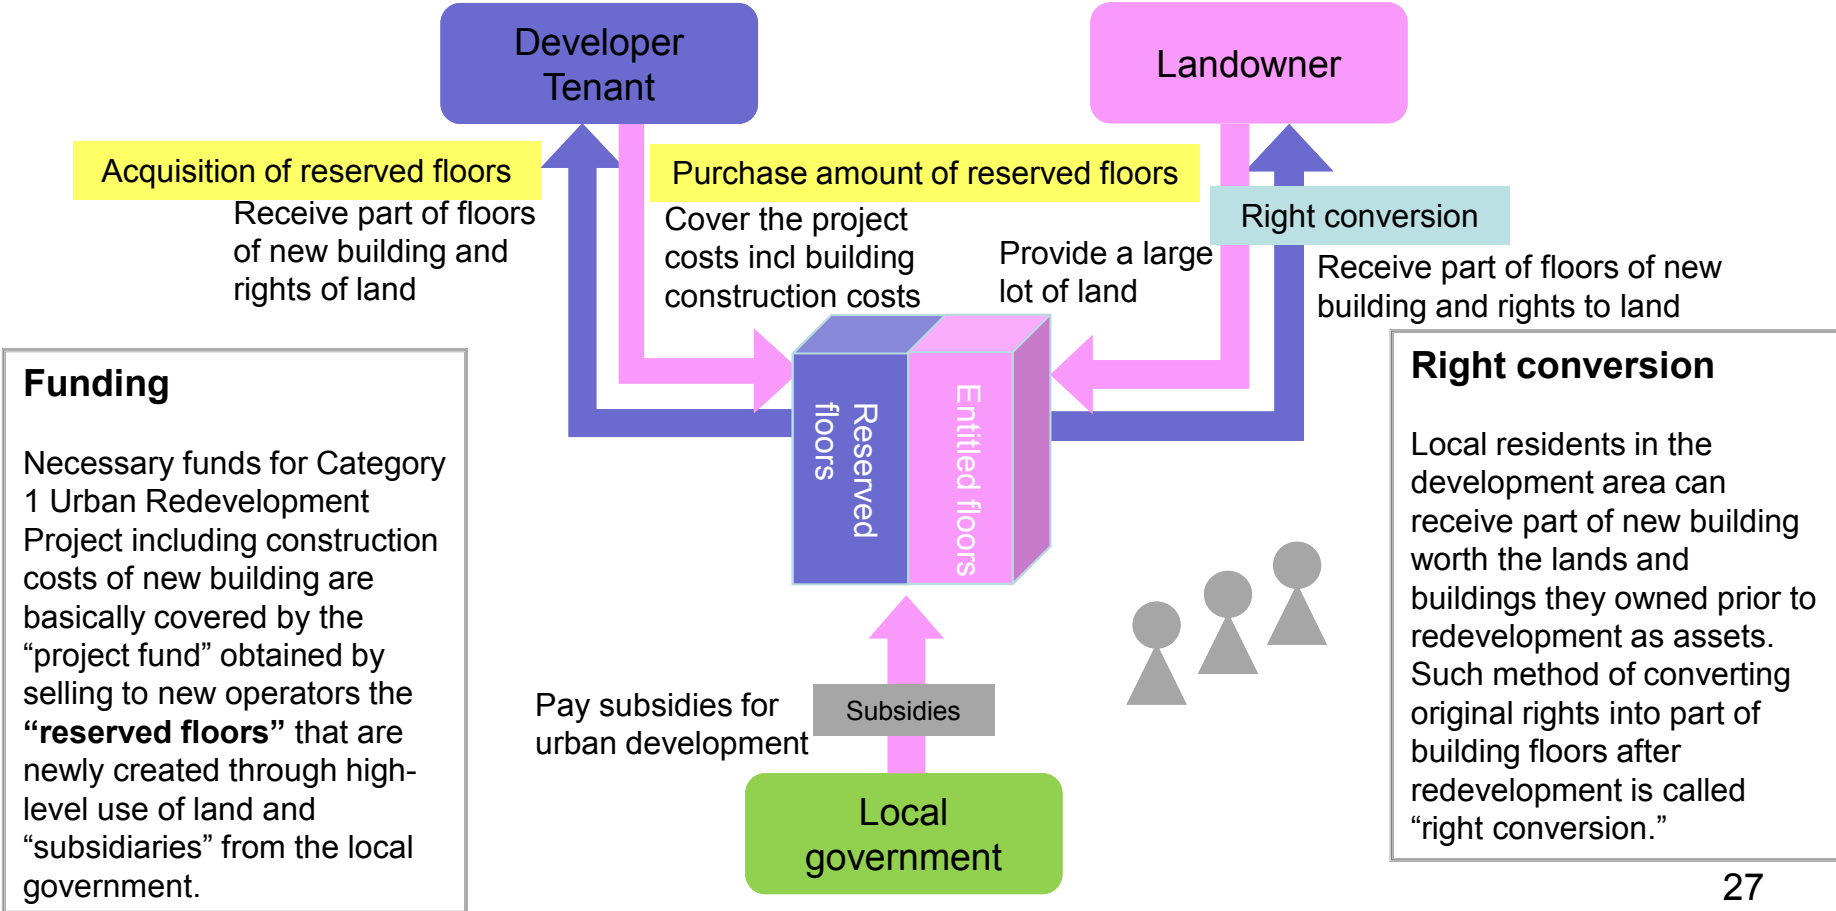 Developer
Tenant
Landowner
Acquisition of reserved floors
Receive part of floors
of new building and
rights of land
Purchase amount of reserved floors
Cover the project
costs incl building
construction costs
Provide a large
lot of land
Right conversion
Receive part of floors of new
building and rights to land
Reserved
floors
Entitled floors
Funding
Necessary funds for Category
1 Urban Redevelopment
Project including construction
costs of new building are
basically covered by the
“project fund” obtained by
selling to new operators the
“reserved floors” that are
newly created through high-
level use of land and
“subsidiaries” from the local
government.
Right conversion
Local residents in the
development area can
receive part of new building
worth the lands and
buildings they owned prior to
redevelopment as assets.
Such method of converting
original rights into part of
building floors after
redevelopment is called
“right conversion.”
Pay subsidies for
urban development
Subsidies
Local
government
27